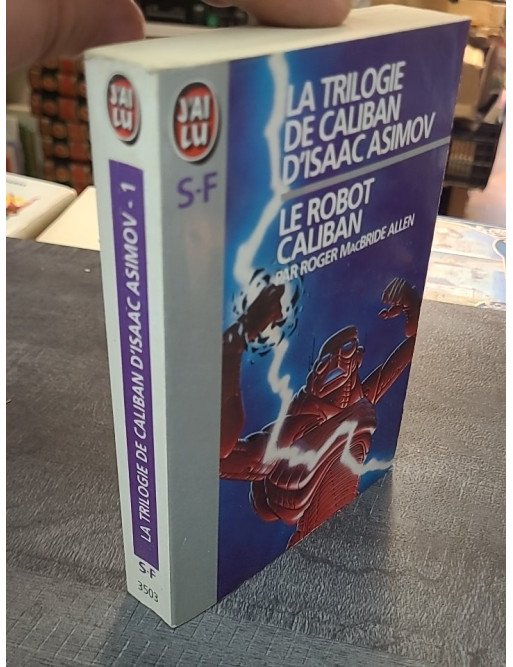 J'AI
LU
LA TRILOGIE DE CALIBAN D'ISAAC ASIMOV - 1
S-F
3503
J'AI
LU
S-F
LA TRILOGIE
DE CALIBAN
D'ISAAC ASIMOV
LE ROBOT
CALIBAN
PAR ROGER MACBRIDE ALLEN